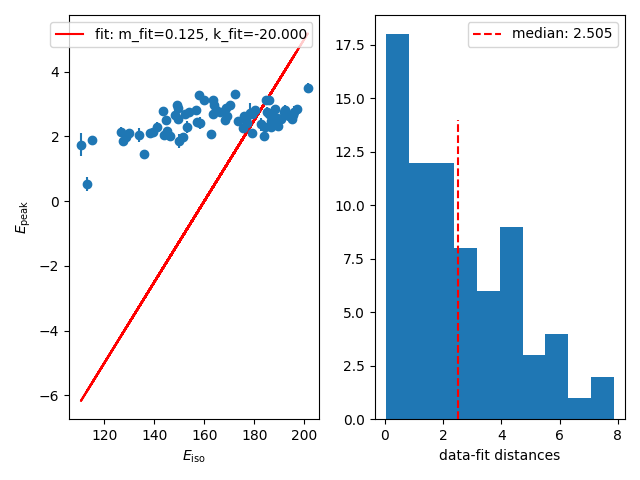 fit: m_fit=0.125, k_fit=-20.000
4
2
0
−2
−4
−6
E_peak
120 140 160 180 200
E_iso
median: 2.505
17.5
15.0
12.5
10.0
7.5
5.0
2.5
0.0
0 2 4 6 8
data-fit distances